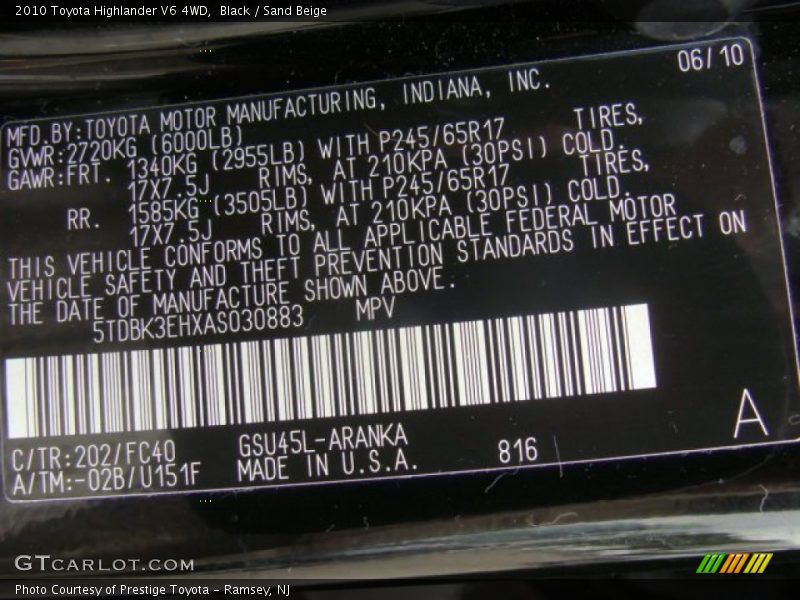 2010 Toyota Highlander V6 4WD,  Black / Sand Beige
06/10
MFD.BY:TOYOTA MOTOR MANUFACTURING, INDIANA, INC.
GVWR:2720KG (6000LB)
GAWR:FRT. 1340KG (2955LB) WITH P245/65R17 TIRES,
17X7.5J RIMS, AT 210KPA (30PSI) COLD.
RR. 1585KG (3505LB) WITH P245/65R17 TIRES,
17X7.5J RIMS, AT 210KPA (30PSI) COLD.
THIS VEHICLE CONFORMS TO ALL APPLICABLE FEDERAL MOTOR
VEHICLE SAFETY AND THEFT PREVENTION STANDARDS IN EFFECT ON
THE DATE OF MANUFACTURE SHOWN ABOVE.
5TDBK3EHXAS030883 MPV
C/TR:202/FC40 GSU45L-ARANKA
A/TM:-02B/U151F MADE IN U.S.A. 816
A
GTCARLOT.COM
Photo Courtesy of Prestige Toyota - Ramsey, NJ